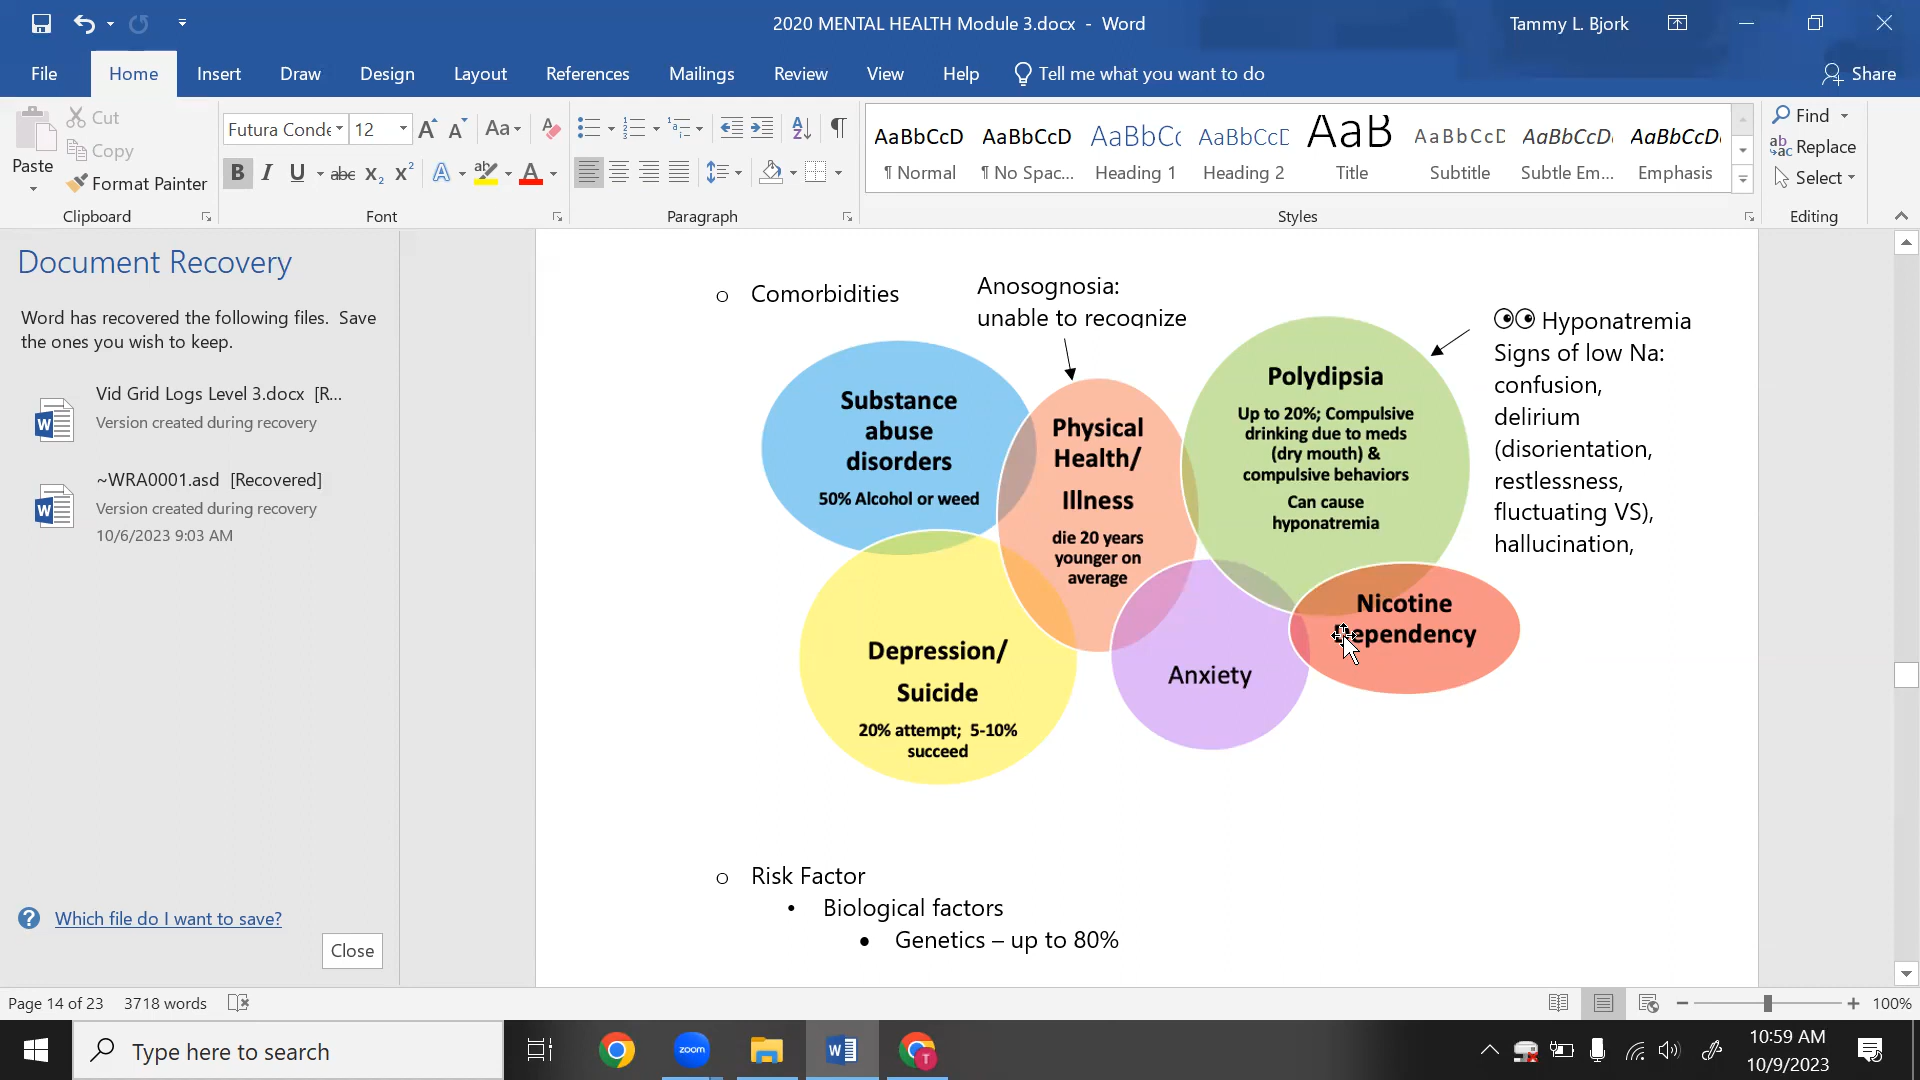 2020 MENTAL HEALTH Module 3.docx - Word
Tammy L. Bjork
File Home Insert Draw Design Layout References Mailings Review View Help Tell me what you want to do Share
Paste
Cut
Copy
Format Painter
Clipboard
Futura Conde 12
Font
Paragraph
AaBbCcD AaBbCcD AaBbCc AaBbCcD AaB AaBbCcD AaBbCcD AaBbCcD
¶ Normal ¶ No Spac... Heading 1 Heading 2 Title Subtitle Subtle Em... Emphasis
Styles
Find
Replace
Select
Editing
Document Recovery
Word has recovered the following files. Save
the ones you wish to keep.
Vid Grid Logs Level 3.docx [R...
Version created during recovery
~WRA0001.asd [Recovered]
Version created during recovery
10/6/2023 9:03 AM
Which file do I want to save?
Close
o Comorbidities
Anosognosia:
unable to recognize
Substance
abuse
disorders
50% Alcohol or weed
Physical
Health/
Illness
die 20 years
younger on
average
Polydipsia
Up to 20%; Compulsive
drinking due to meds
(dry mouth) &
compulsive behaviors
Can cause
hyponatremia
Hyponatremia
Signs of low Na:
confusion,
delirium
(disorientation,
restlessness,
fluctuating VS),
hallucination,
Depression/
Suicide
20% attempt; 5-10%
succeed
Anxiety
Nicotine
Dependency
o Risk Factor
• Biological factors
• Genetics – up to 80%
Page 14 of 23 3718 words
100%
Type here to search
zoom
T
10:59 AM
10/9/2023